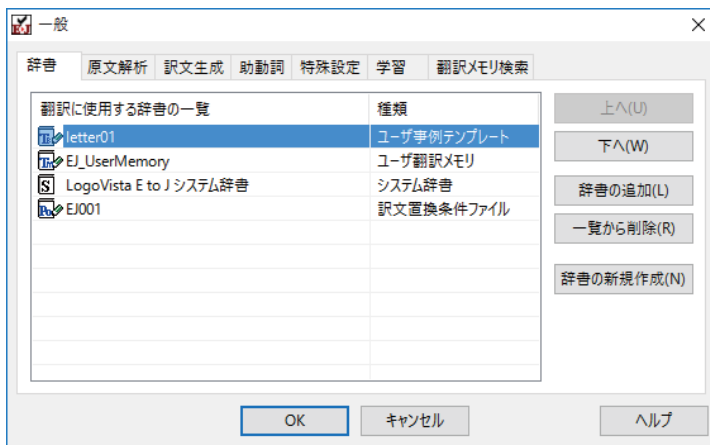 一般
辞書 原文解析 訳文生成 助動詞 特殊設定 学習 翻訳メモリ検索
翻訳に使用する辞書の一覧 種類
letter01 ユーザ事例テンプレート
EJ_UserMemory ユーザ翻訳メモリ
S LogoVista E to J システム辞書 システム辞書
EJ001 訳文置換条件ファイル
上へ(U)
下へ(W)
辞書の追加(L)
一覧から削除(R)
辞書の新規作成(N)
OK キャンセル ヘルプ